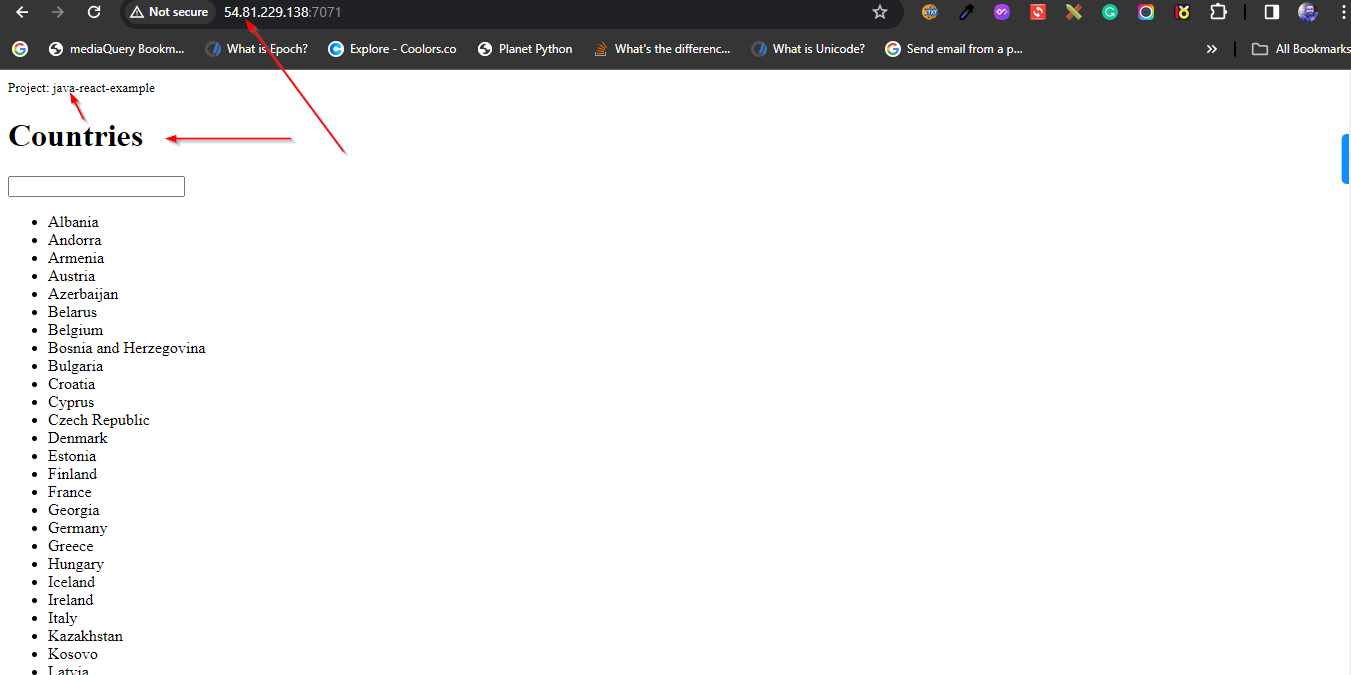 Not secure 54.81.229.138:7071
TXT
mediaQuery Bookm... What is Epoch? Explore - Coolors.co Planet Python What's the differenc... What is Unicode? Send email from a p... » All Bookmarks
Project: java-react-example
Countries
Albania
Andorra
Armenia
Austria
Azerbaijan
Belarus
Belgium
Bosnia and Herzegovina
Bulgaria
Croatia
Cyprus
Czech Republic
Denmark
Estonia
Finland
France
Georgia
Germany
Greece
Hungary
Iceland
Ireland
Italy
Kazakhstan
Kosovo
Latvia